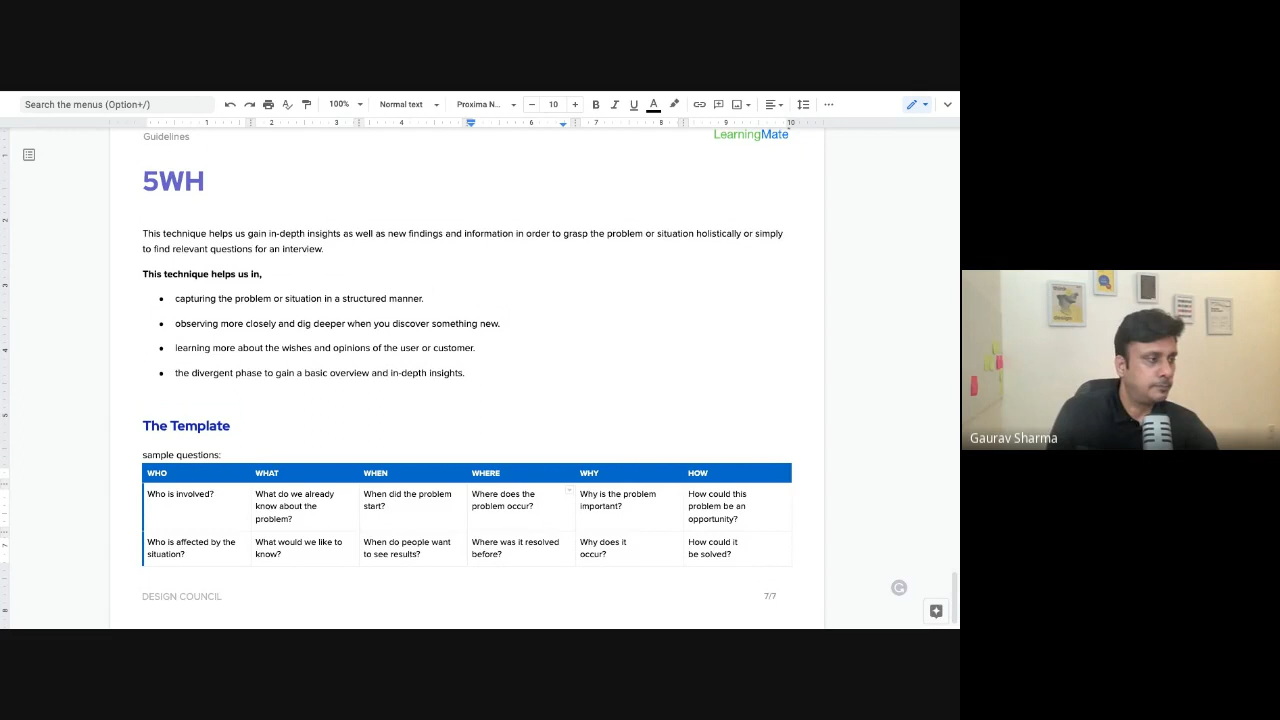 Search the menus (Option+/)
100%
Normal text
Proxima N...
10
B I U A
1 2 3 4 6 7 8 9 10
Guidelines
LearningMate
5WH
This technique helps us gain in-depth insights as well as new findings and information in order to grasp the problem or situation holistically or simply
to find relevant questions for an interview.
This technique helps us in,
• capturing the problem or situation in a structured manner.
• observing more closely and dig deeper when you discover something new.
• learning more about the wishes and opinions of the user or customer.
• the divergent phase to gain a basic overview and in-depth insights.
The Template
sample questions:
WHO WHAT WHEN WHERE WHY HOW
Who is involved? What do we already know about the problem? When did the problem start? Where does the problem occur? Why is the problem important? How could this problem be an opportunity?
Who is affected by the situation? What would we like to know? When do people want to see results? Where was it resolved before? Why does it occur? How could it be solved?
DESIGN COUNCIL
7/7
Gaurav Sharma